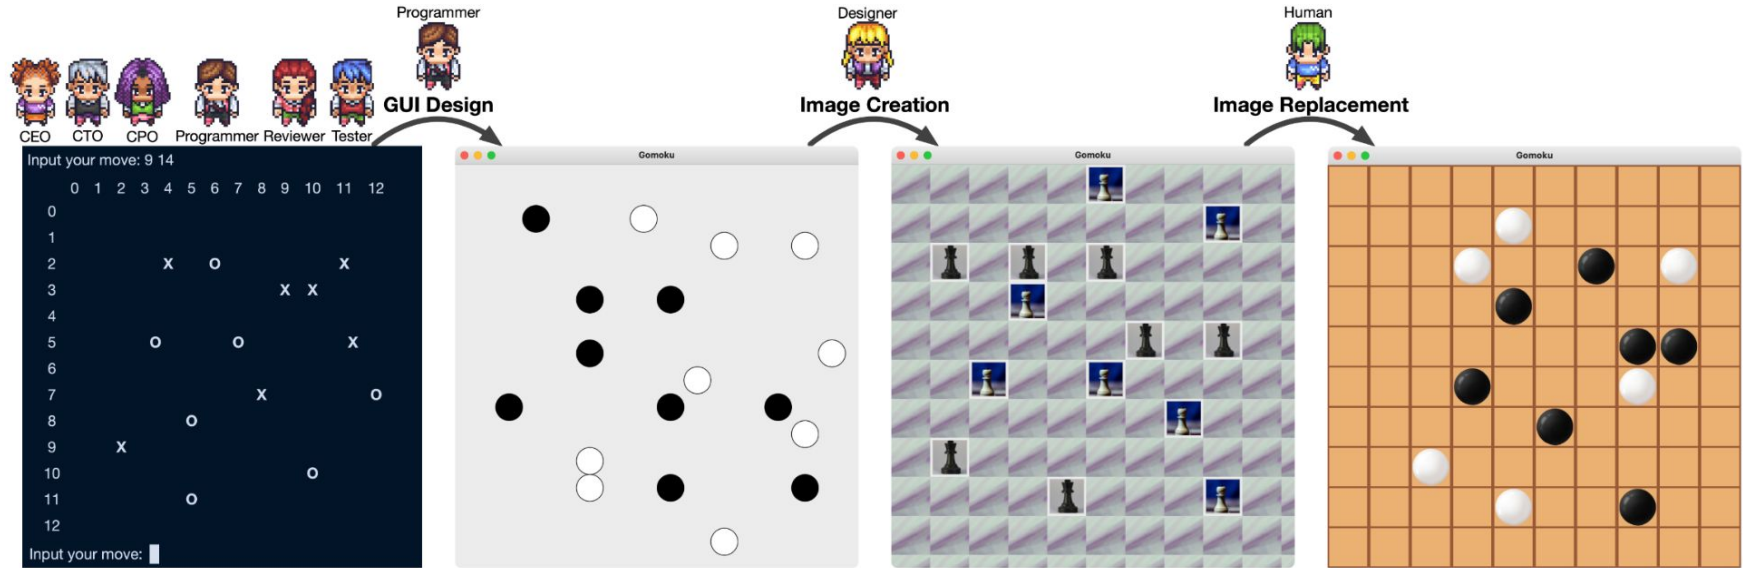 Programmer
Designer
Human
GUI Design
Image Creation
Image Replacement
CEO CTO CPO Programmer Reviewer Tester
Input your move: 9 14
0 1 2 3 4 5 6 7 8 9 10 11 12
0
1
2 X O X
3 X X
4
5 O O X
6
7 X O
8 O
9 X
10 O
11 O
12
Input your move:
Gomoku
Gomoku
Gomoku